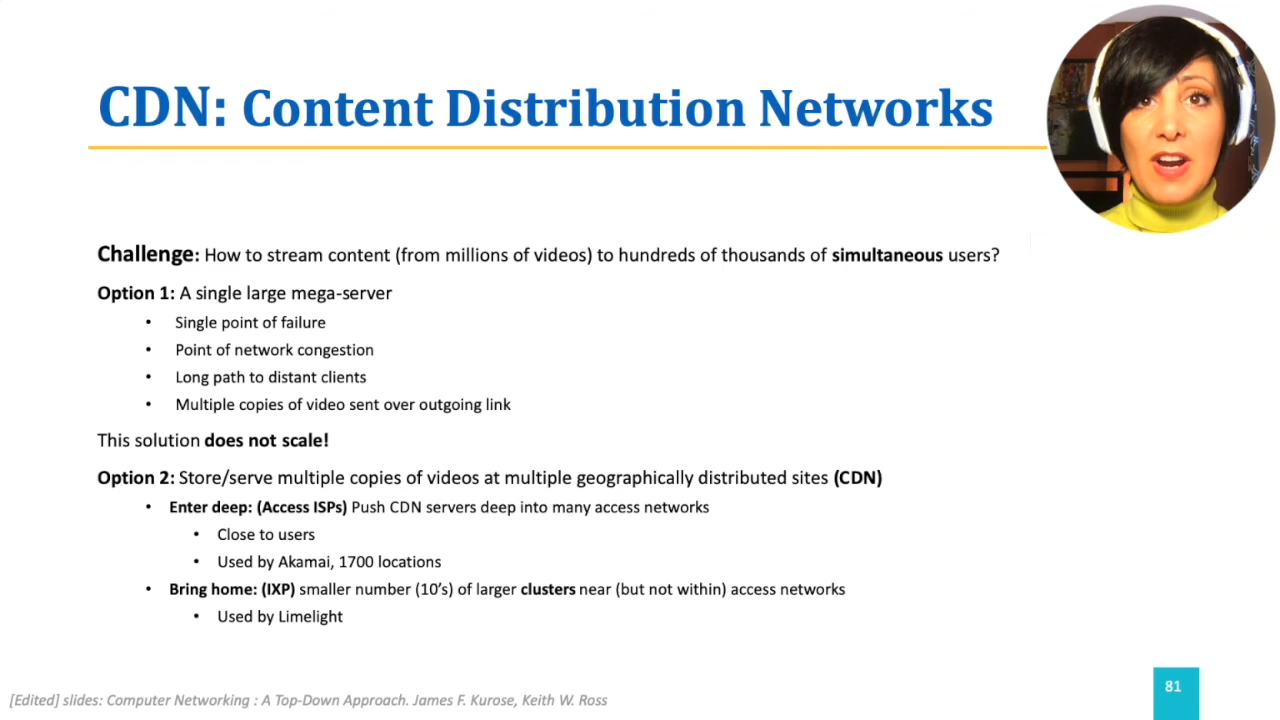 CDN: Content Distribution Networks
Challenge: How to stream content (from millions of videos) to hundreds of thousands of simultaneous users?
Option 1: A single large mega-server
• Single point of failure
• Point of network congestion
• Long path to distant clients
• Multiple copies of video sent over outgoing link
This solution does not scale!
Option 2: Store/serve multiple copies of videos at multiple geographically distributed sites (CDN)
• Enter deep: (Access ISPs) Push CDN servers deep into many access networks
• Close to users
• Used by Akamai, 1700 locations
• Bring home: (IXP) smaller number (10’s) of larger clusters near (but not within) access networks
• Used by Limelight
81
[Edited] slides: Computer Networking : A Top-Down Approach. James F. Kurose, Keith W. Ross